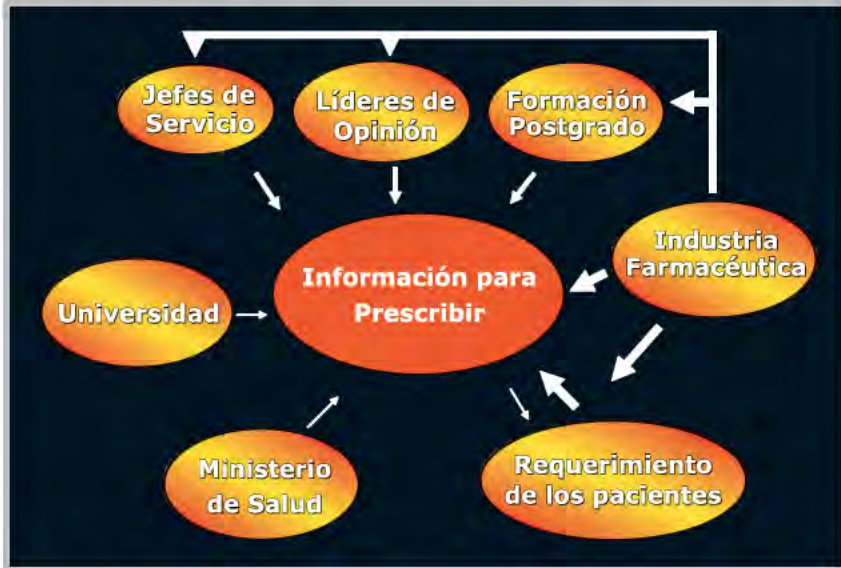 Jefes de
Servicio
Líderes de
Opinión
Formación
Postgrado
Industria
Farmacéutica
Información para
Prescribir
Universidad
Ministerio
de Salud
Requerimiento
de los pacientes